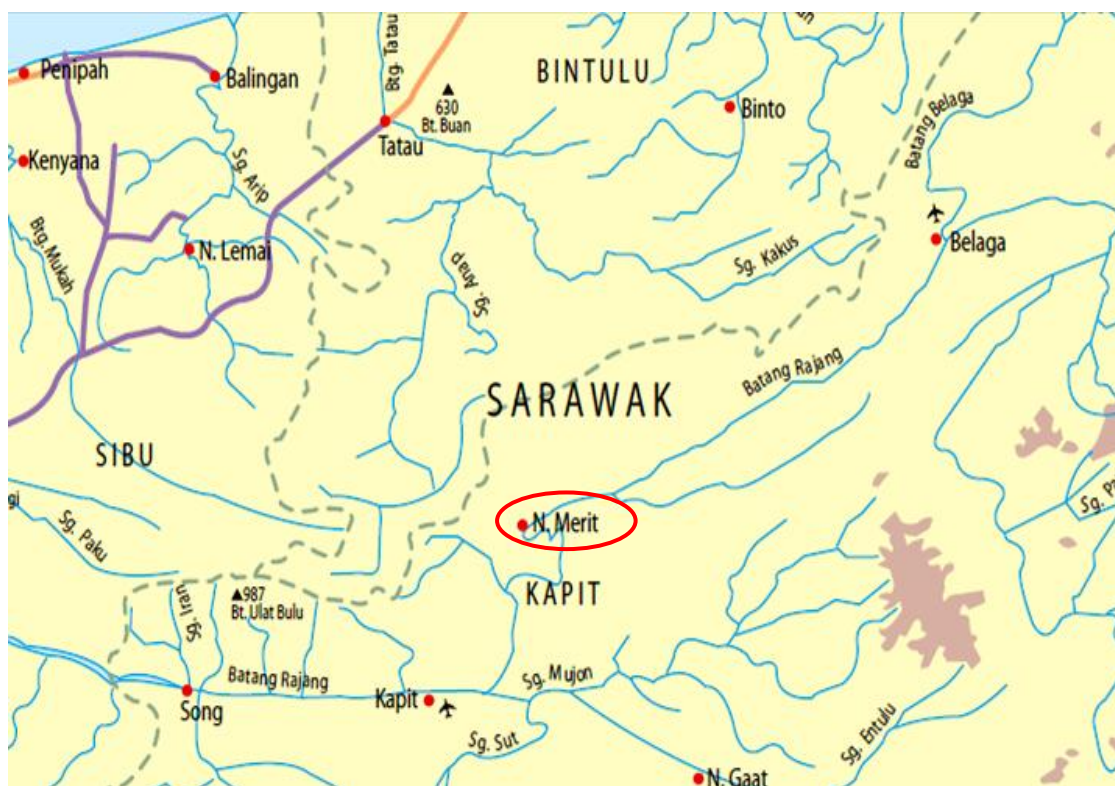 Penipah
Balingan
Btg. Tatau
BINTULU
630
Bt. Buan
Binto
Batang Belaga
Tatau
Kenyana
Sg. Arip
Btg. Mukah
N. Lemai
Sg. Anap
Sg. Kakus
Belaga
Batang Rajang
SARAWAK
SIBU
gi
Sg. Paku
N. Merit
KAPIT
Sg. Iran
987
Bt. Ulat Bulu
Batang Rajang
Song
Kapit
Sg. Mujon
Sg. Sut
Sg. Entulu
N. Gaat